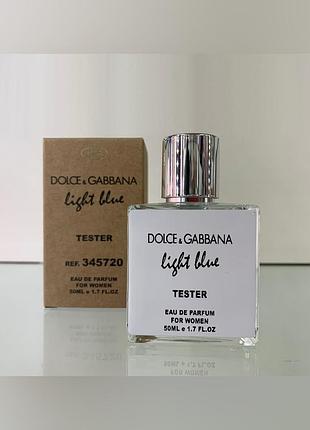 DOLCE & GABBANA
light blue
TESTER
REF. 345720
EAU DE PARFUM
FOR WOMEN
50ML e 1.7 FL.OZ
DOLCE & GABBANA
light blue
TESTER
EAU DE PARFUM
FOR WOMEN
50ML e 1.7 FL.OZ